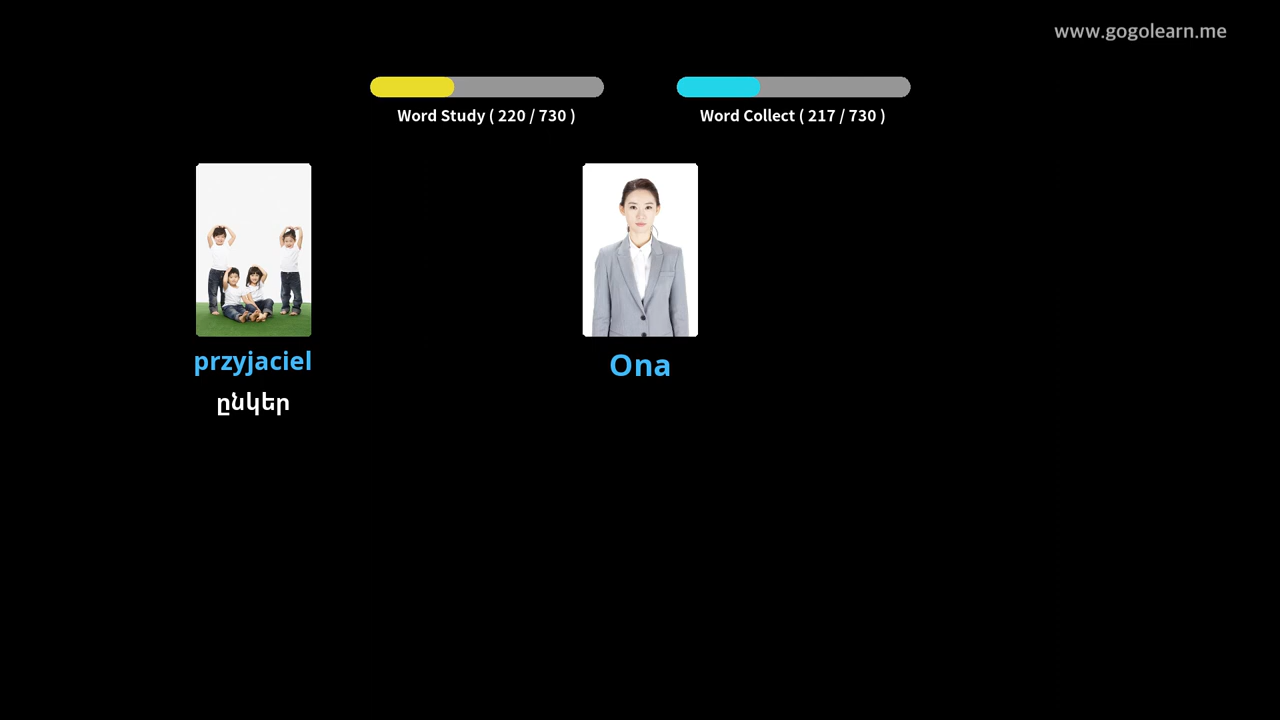 www.gogolearn.me
Word Study ( 220 / 730 )
Word Collect ( 217 / 730 )
przyjaciel
ընկեր
Ona